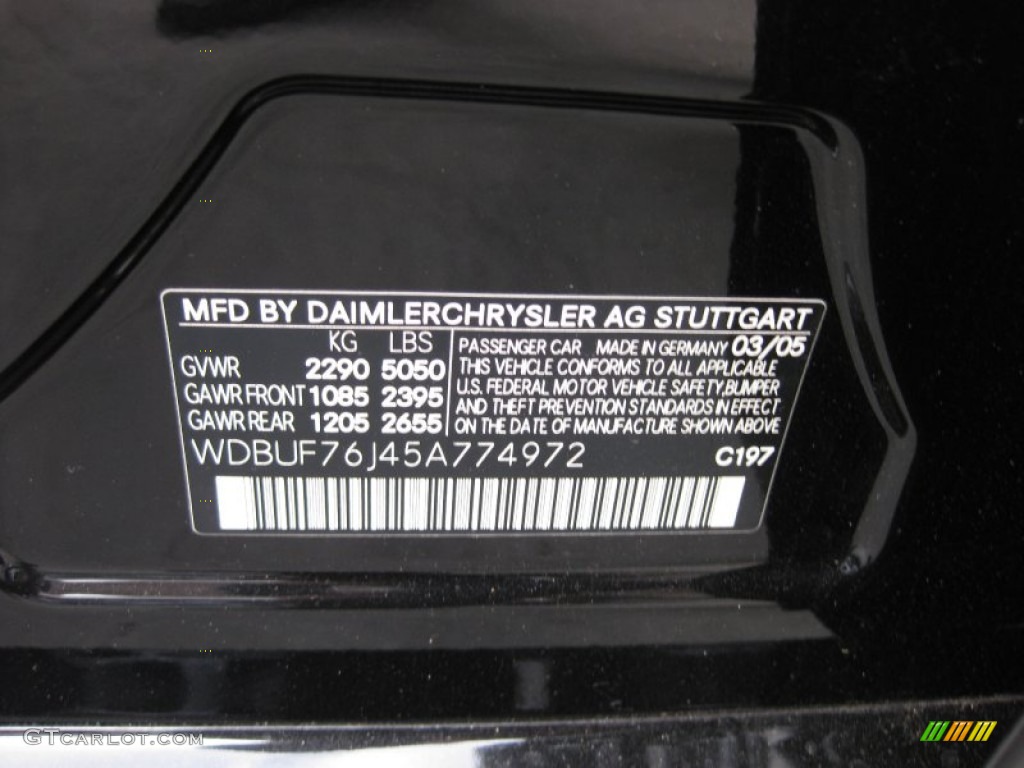 MFD BY DAIMLERCHRYSLER AG STUTTGART
KG LBS
GVWR 2290 5050
GAWR FRONT 1085 2395
GAWR REAR 1205 2655
PASSENGER CAR MADE IN GERMANY 03/05
THIS VEHICLE CONFORMS TO ALL APPLICABLE
U.S. FEDERAL MOTOR VEHICLE SAFETY, BUMPER
AND THEFT PREVENTION STANDARDS IN EFFECT
ON THE DATE OF MANUFACTURE SHOWN ABOVE
WDBUF76J45A774972 C197
GTCARLOT.COM